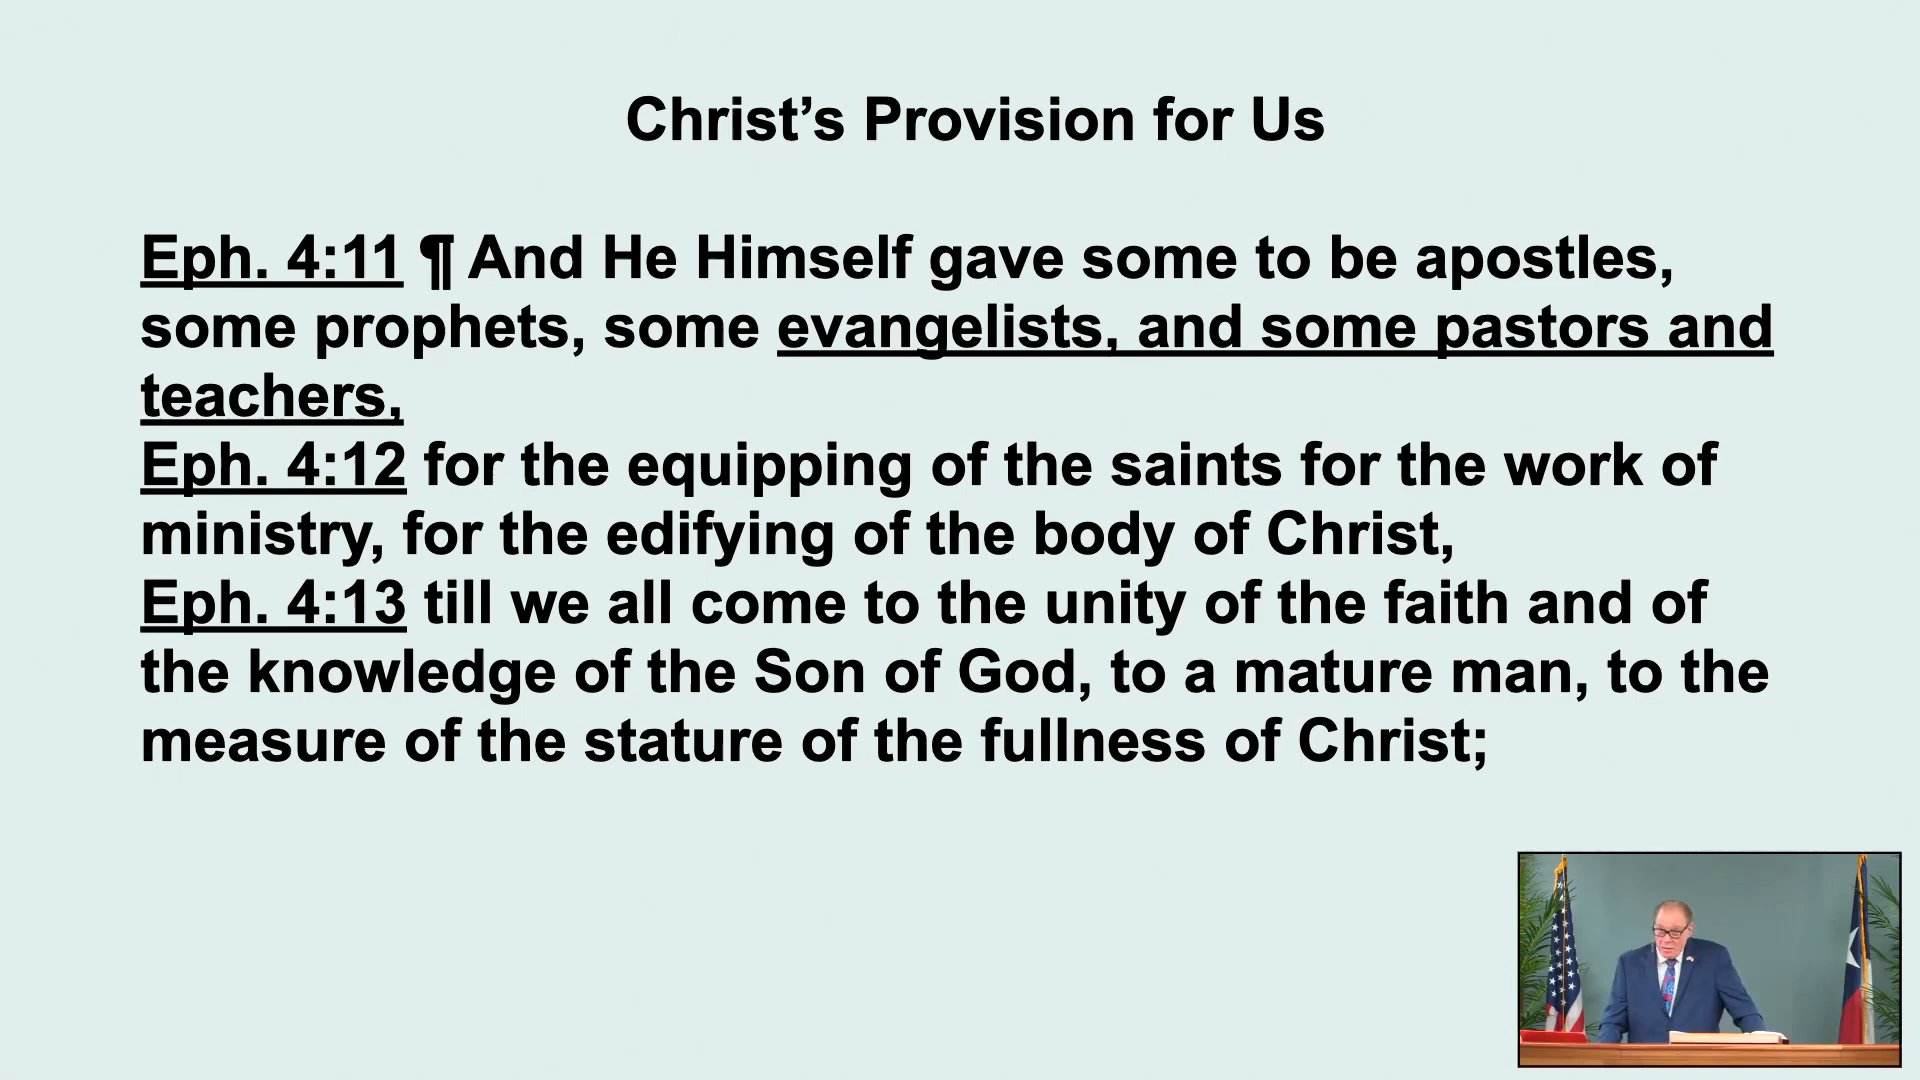 Christ’s Provision for Us
Eph. 4:11 ¶ And He Himself gave some to be apostles,
some prophets, some evangelists, and some pastors and
teachers,
Eph. 4:12 for the equipping of the saints for the work of
ministry, for the edifying of the body of Christ,
Eph. 4:13 till we all come to the unity of the faith and of
the knowledge of the Son of God, to a mature man, to the
measure of the stature of the fullness of Christ;